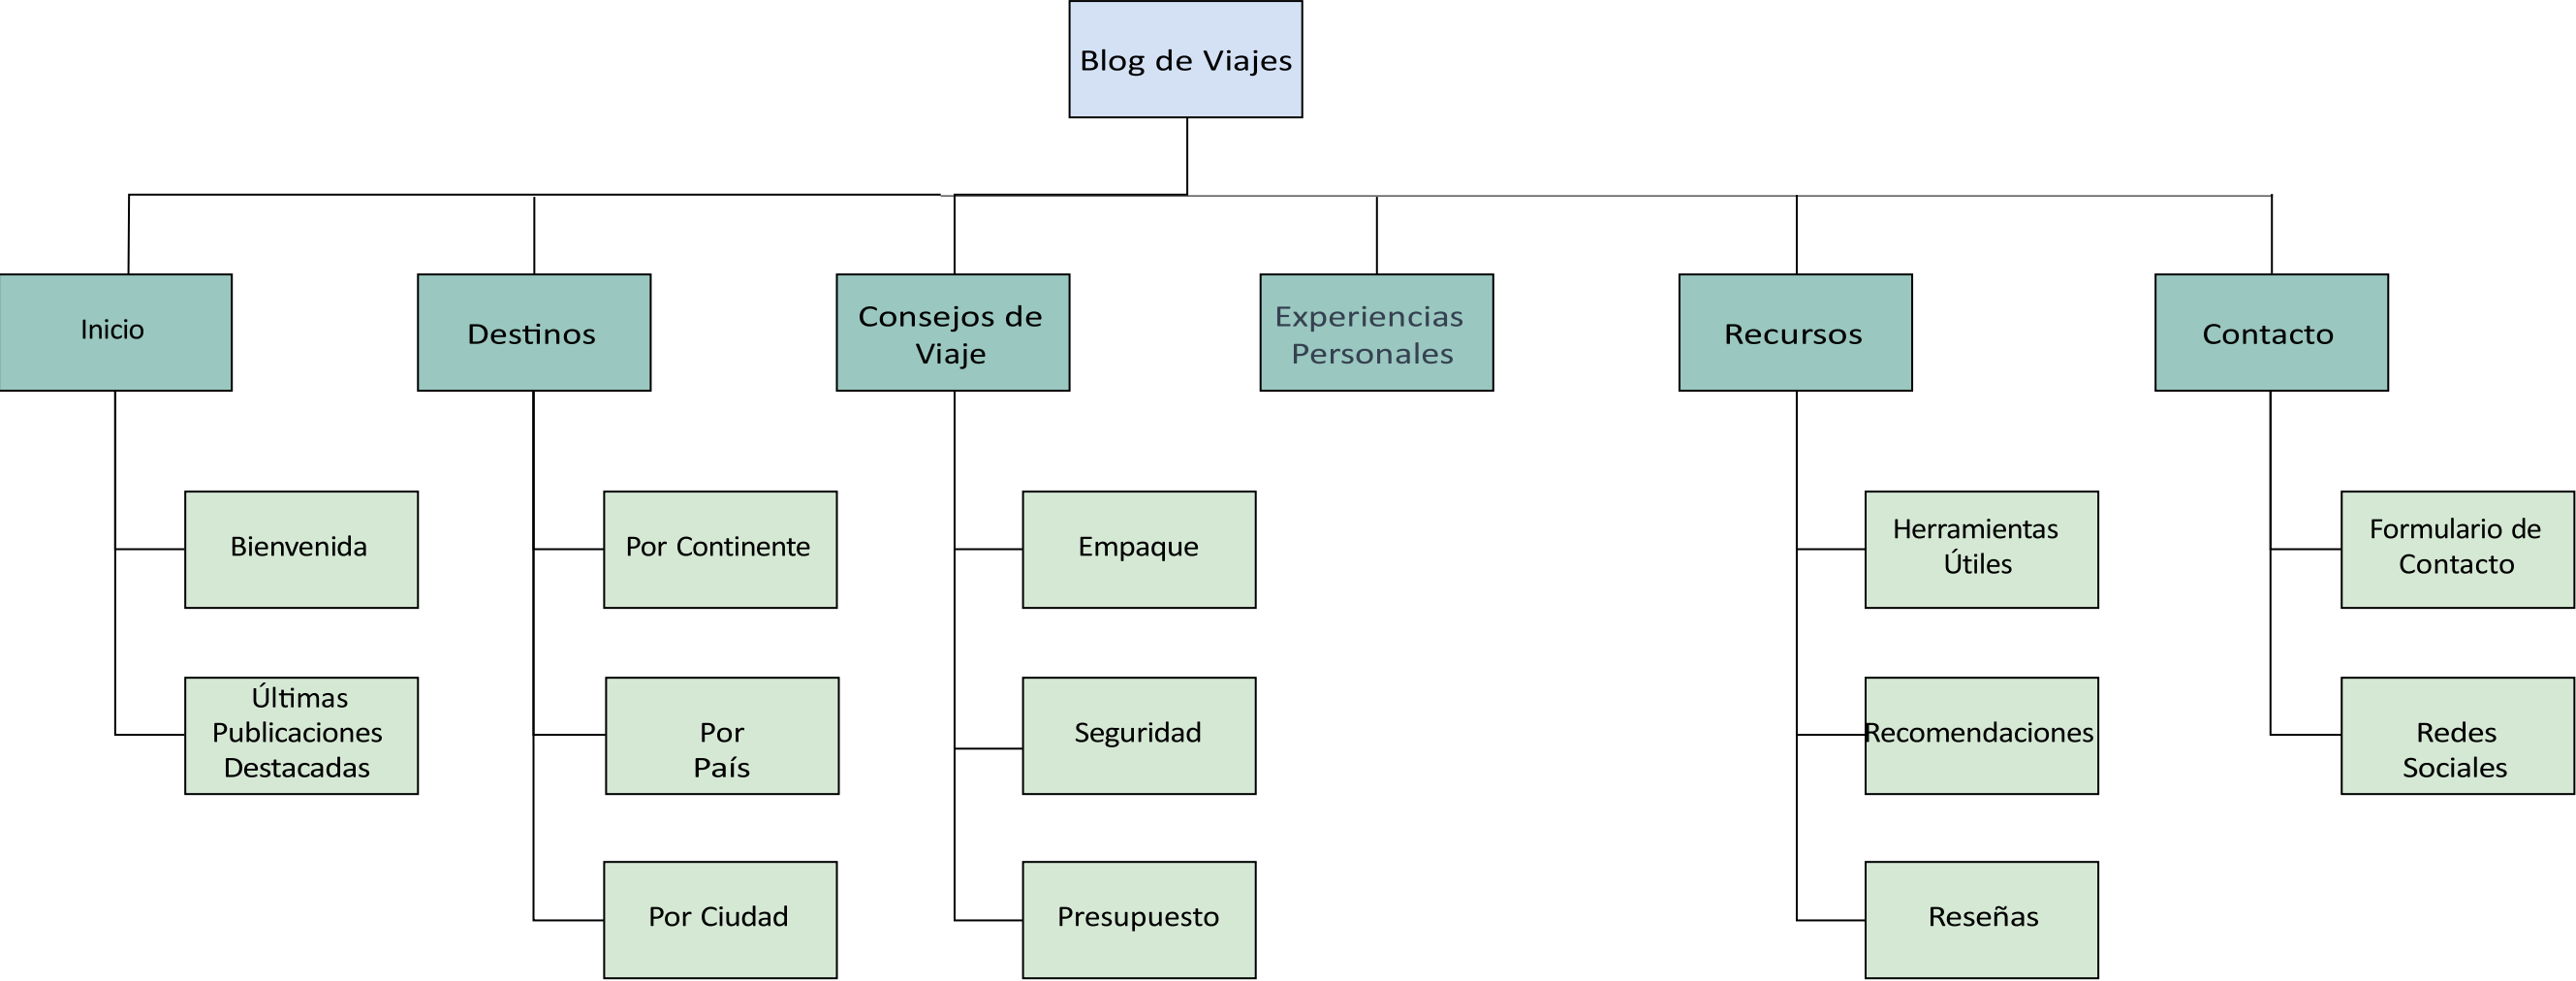 Blog de Viajes
Inicio
Destinos
Consejos de
Viaje
Experiencias
Personales
Recursos
Contacto
Bienvenida
Por Continente
Empaque
Herramientas
Útiles
Formulario de
Contacto
Últimas
Publicaciones
Destacadas
Por
País
Seguridad
Recomendaciones
Redes
Sociales
Por Ciudad
Presupuesto
Reseñas